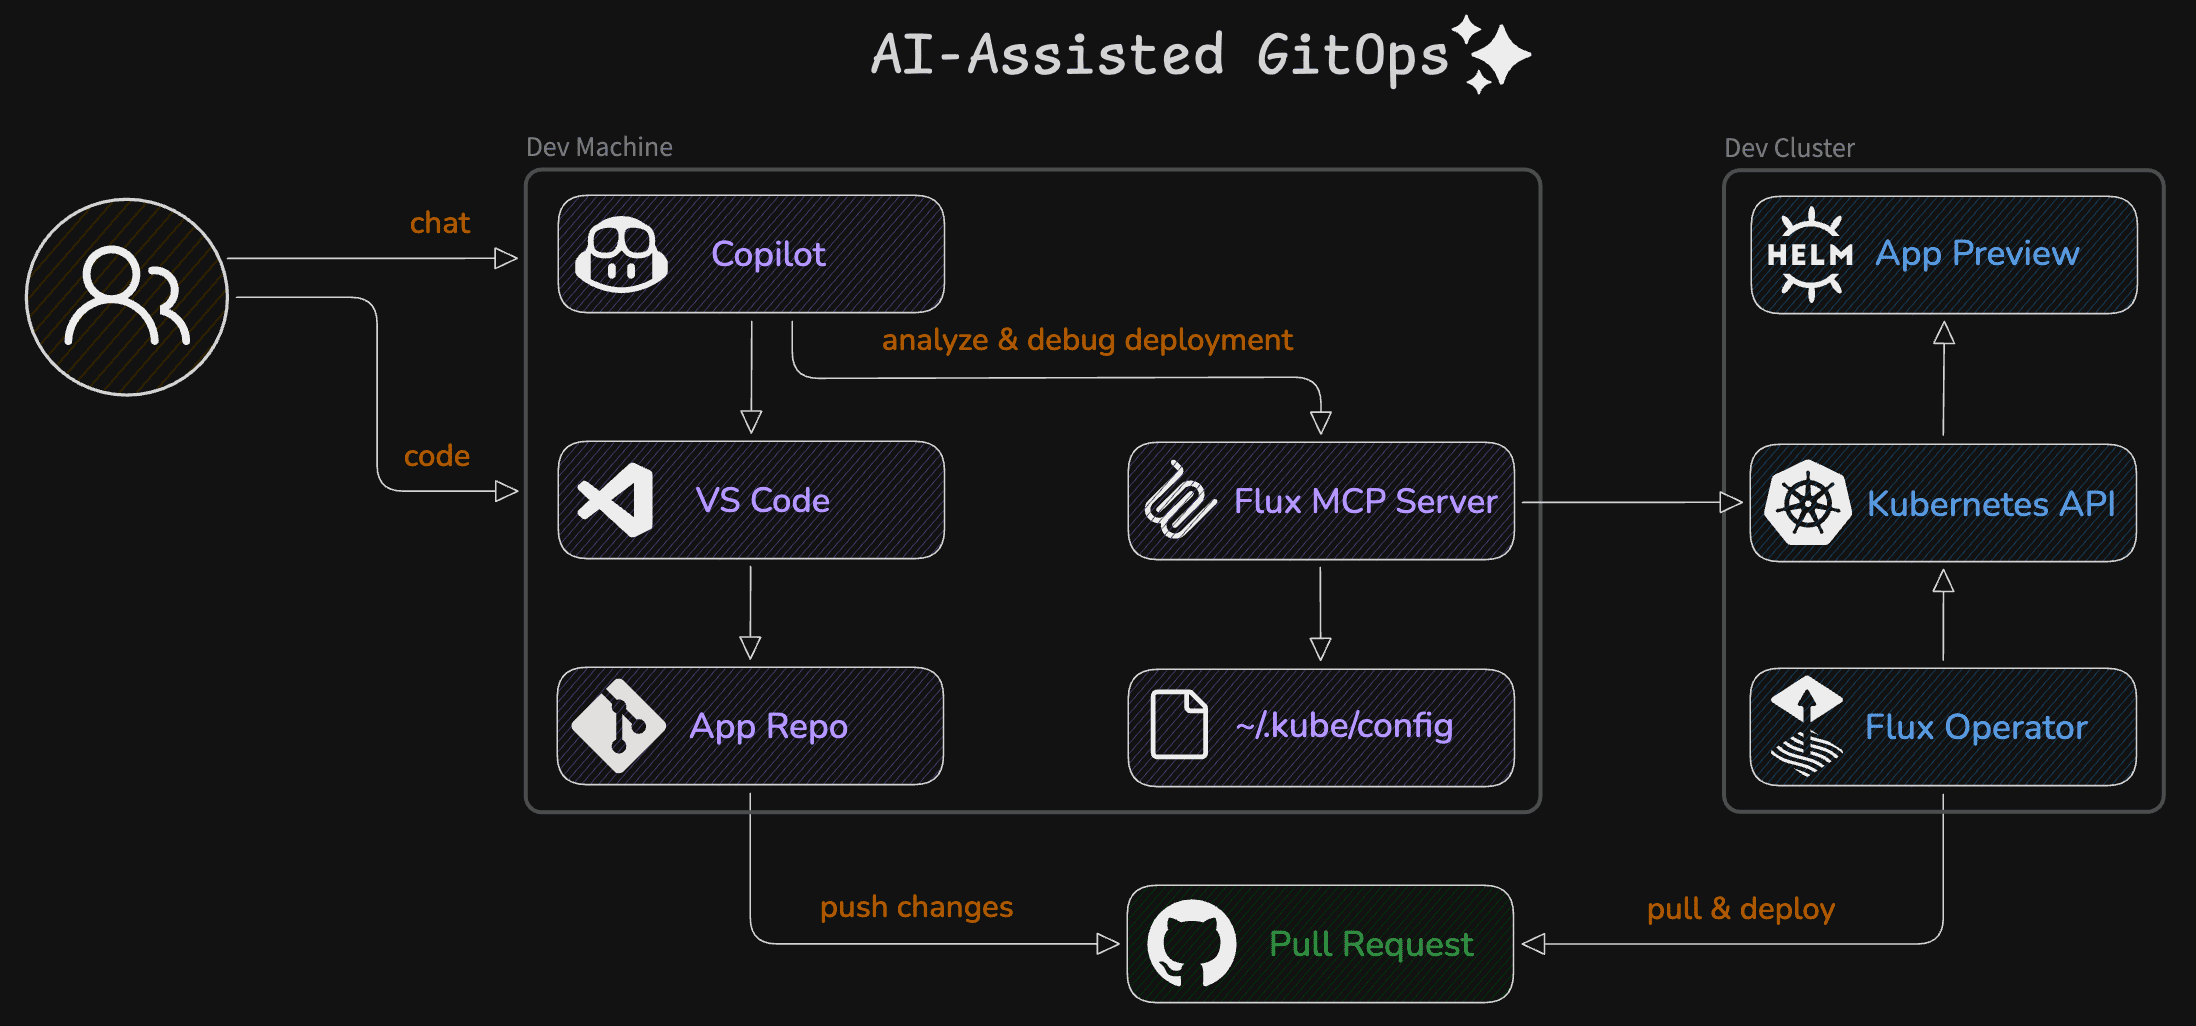 AI-Assisted GitOps
Dev Machine
Dev Cluster
chat
Copilot
HELM
App Preview
analyze & debug deployment
code
VS Code
Flux MCP Server
Kubernetes API
App Repo
~/.kube/config
Flux Operator
push changes
pull & deploy
Pull Request